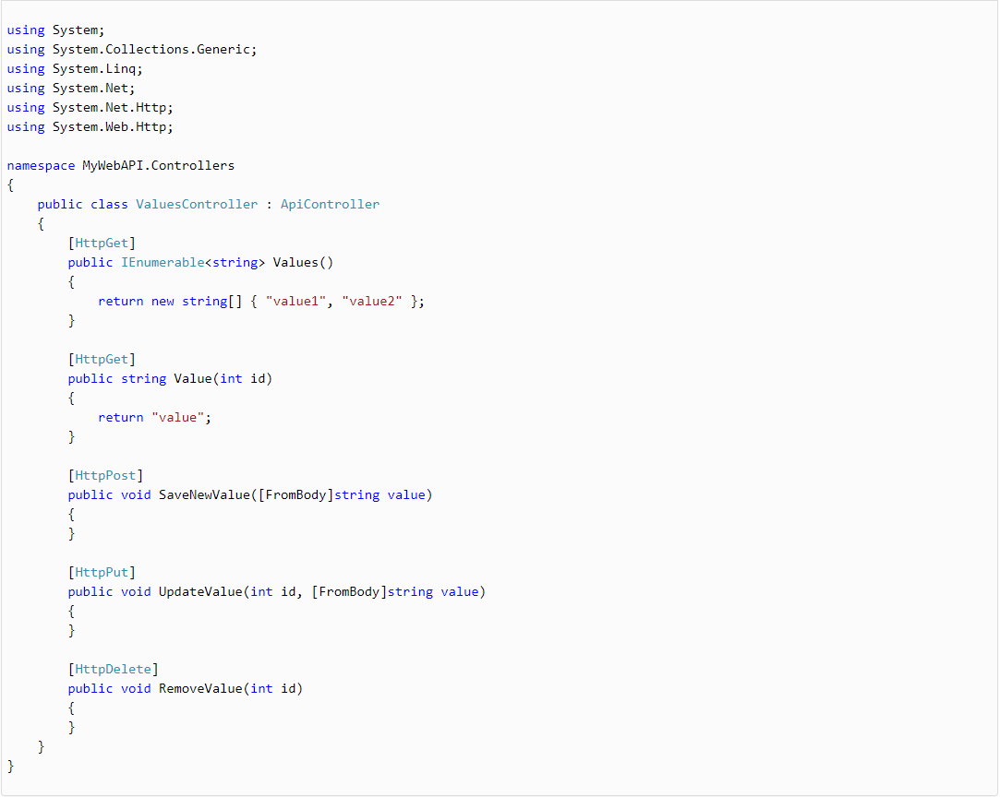 using System;
using System.Collections.Generic;
using System.Linq;
using System.Net;
using System.Net.Http;
using System.Web.Http;

namespace MyWebAPI.Controllers
{
    public class ValuesController : ApiController
    {
        [HttpGet]
        public IEnumerable<string> Values()
        {
            return new string[] { "value1", "value2" };
        }

        [HttpGet]
        public string Value(int id)
        {
            return "value";
        }

        [HttpPost]
        public void SaveNewValue([FromBody]string value)
        {
        }

        [HttpPut]
        public void UpdateValue(int id, [FromBody]string value)
        {
        }

        [HttpDelete]
        public void RemoveValue(int id)
        {
        }
    }
}